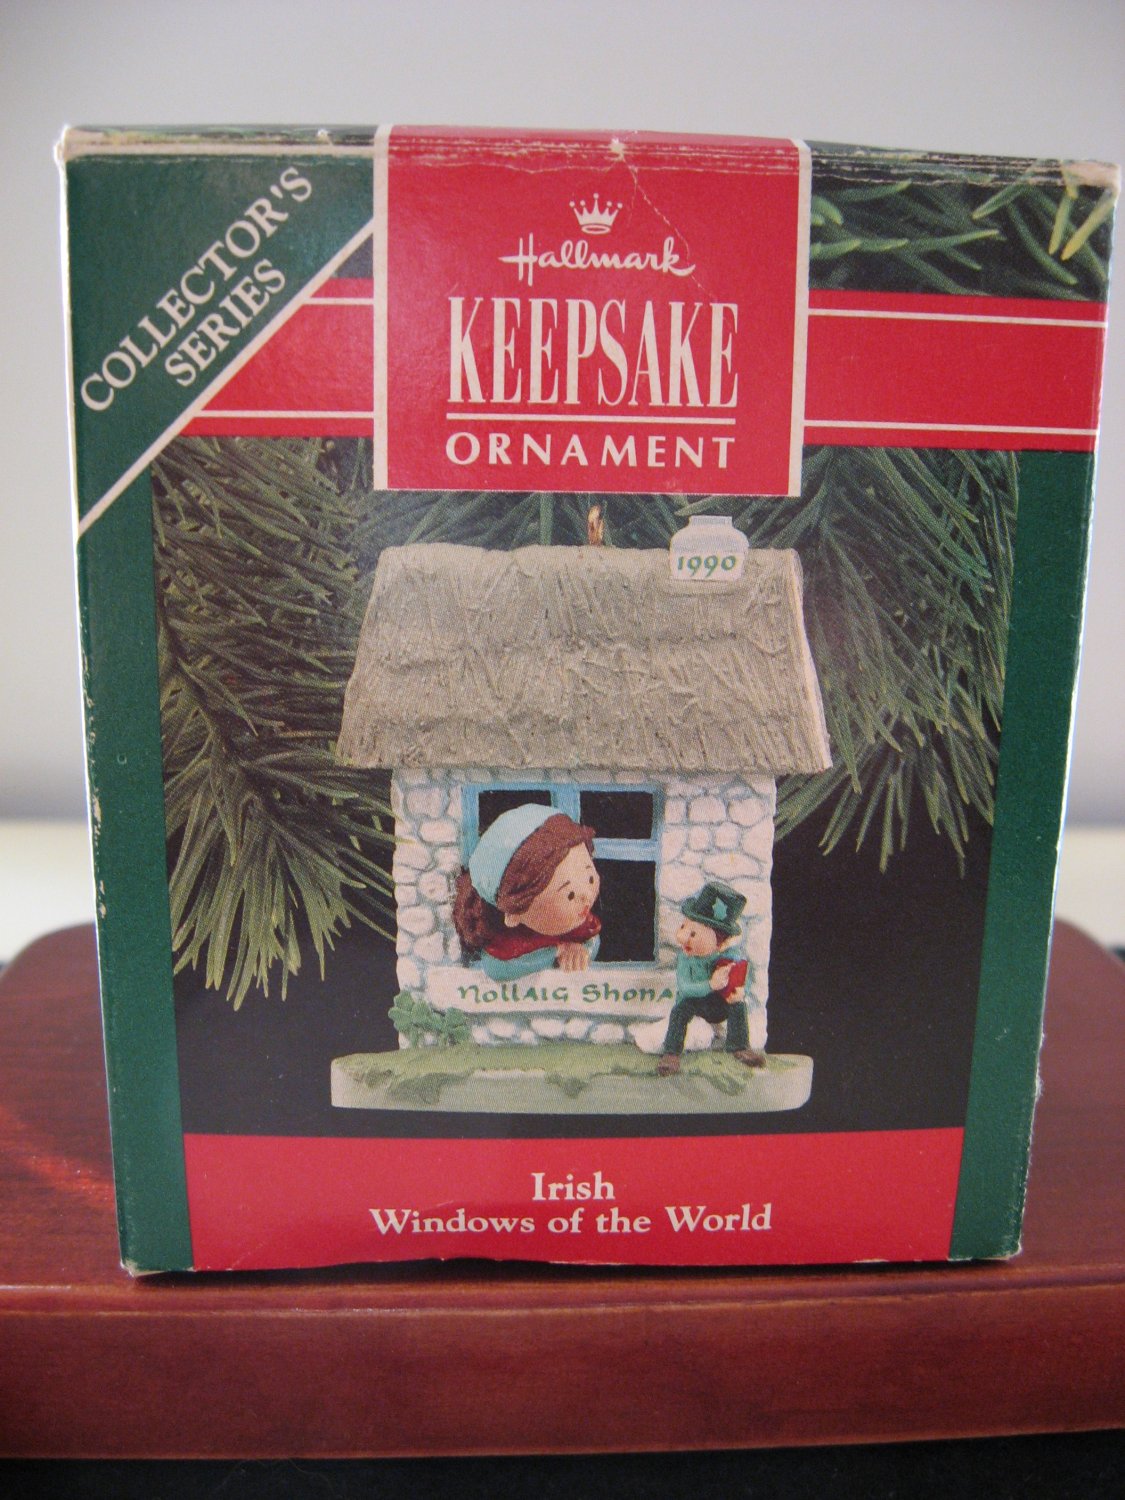 COLLECTOR'S
SERIES
Hallmark
KEEPSAKE
ORNAMENT
1990
Nollaig Shona
Irish
Windows of the World